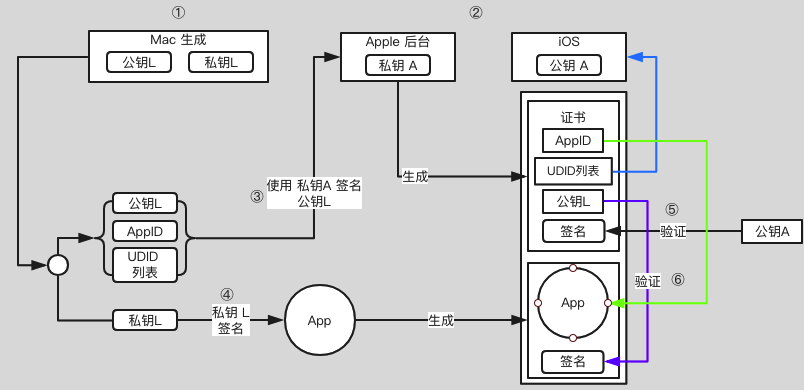 ①
②
Mac 生成
公钥L
私钥L
Apple 后台
私钥 A
iOS
公钥 A
证书
AppID
UDID列表
公钥L
签名
生成
③
使用 私钥A 签名
公钥L
公钥L
AppID
UDID
列表
⑤
验证
公钥A
④
私钥L
私钥 L
签名
App
生成
App
签名
验证
⑥